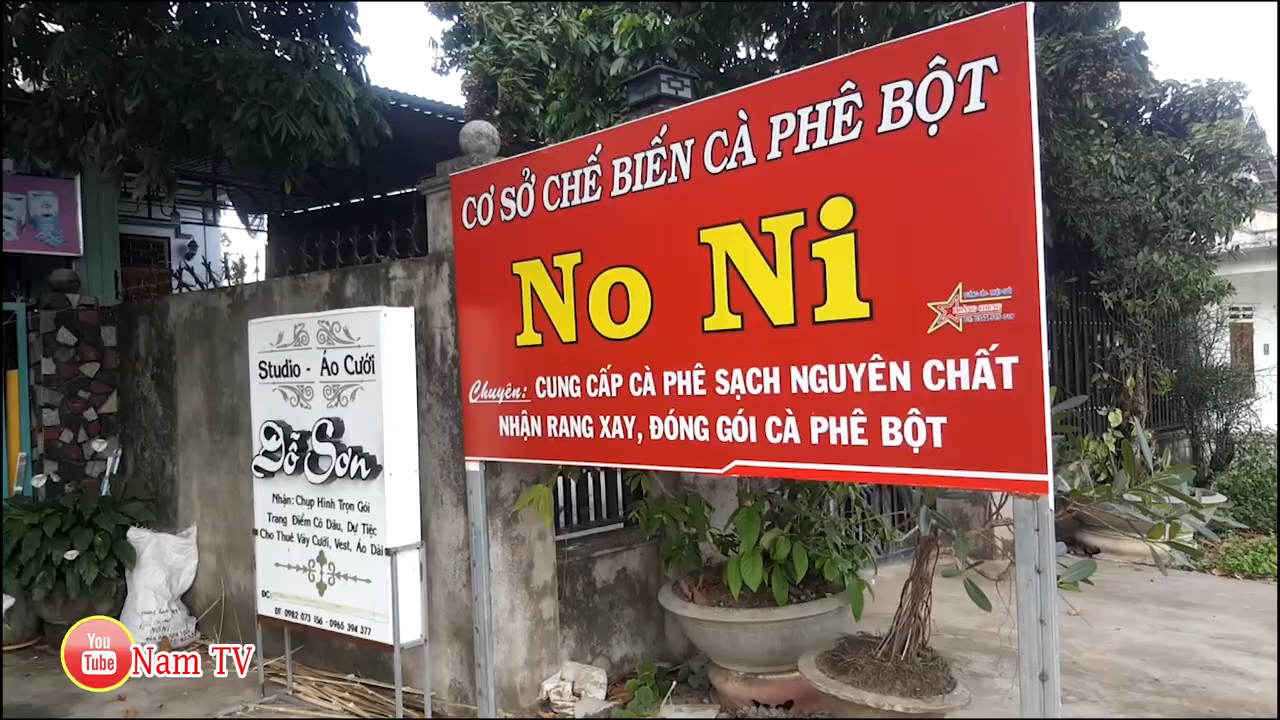 CƠ SỞ CHẾ BIẾN CÀ PHÊ BỘT
No Ni
Chuyên: CUNG CẤP CÀ PHÊ SẠCH NGUYÊN CHẤT
NHẬN RANG XAY, ĐÓNG GÓI CÀ PHÊ BỘT
Studio - Áo Cưới
Đỗ Sơn
Nhận: Chụp Hình Trọn Gói
Trang Điểm Cô Dâu, Dự Tiệc
Cho Thuê Váy Cưới, Vest, Áo Dài
ĐC:
ĐT: 0982 073 156 - 0965 394 377
You
Tube
Nam TV